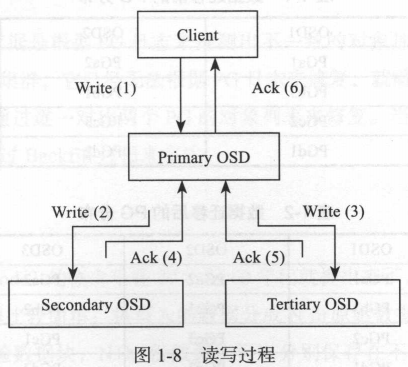 Client
Write (1)
Ack (6)
Primary OSD
Write (2)
Write (3)
Ack (4)
Ack (5)
Secondary OSD
Tertiary OSD
图 1-8 读写过程